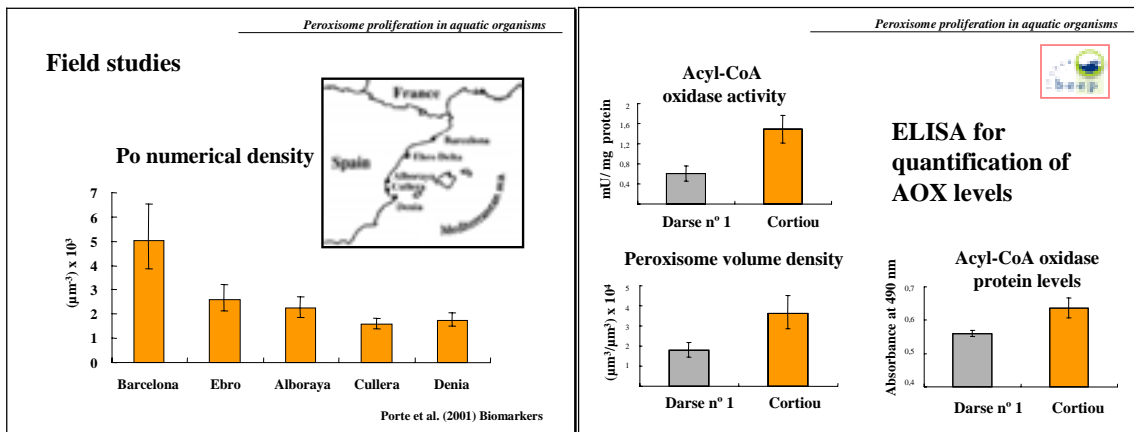 Peroxisome proliferation in aquatic organisms
Field studies
Po numerical density
France
Spain
Barcelona
Ebro Delta
Alboraya
Cullera
Denia
Mediterranean sea
(µm⁻³) x 10³
7
6
5
4
3
2
1
0
Barcelona Ebro Alboraya Cullera Denia
Porte et al. (2001) Biomarkers
Peroxisome proliferation in aquatic organisms
beep
Acyl-CoA
oxidase activity
mU/ mg protein
2
1,6
1,2
0,8
0,4
Darse nº 1 Cortiou
ELISA for
quantification of
AOX levels
Peroxisome volume density
(µm³/µm³) x 10⁴
5
4
3
2
1
Darse nº 1 Cortiou
Acyl-CoA oxidase
protein levels
Absorbance at 490 nm
0,7
0,6
0,5
0,4
Darse nº 1 Cortiou